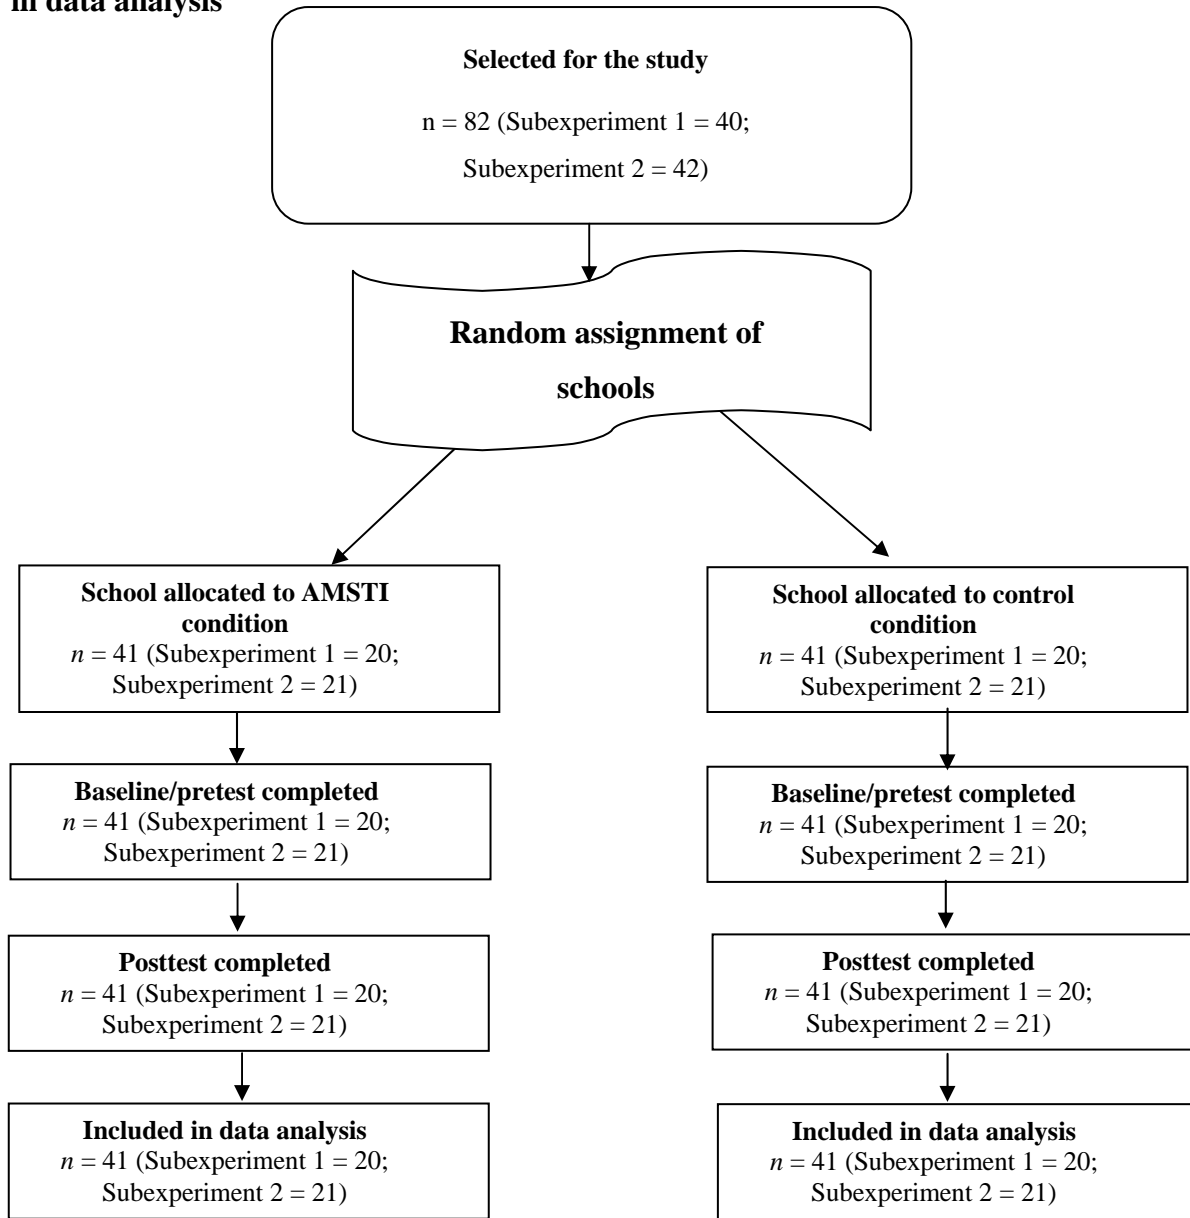 in data analysis
Selected for the study
n = 82 (Subexperiment 1 = 40;
Subexperiment 2 = 42)
Random assignment of
schools
School allocated to AMSTI
condition
n = 41 (Subexperiment 1 = 20;
Subexperiment 2 = 21)
Baseline/pretest completed
n = 41 (Subexperiment 1 = 20;
Subexperiment 2 = 21)
Posttest completed
n = 41 (Subexperiment 1 = 20;
Subexperiment 2 = 21)
Included in data analysis
n = 41 (Subexperiment 1 = 20;
Subexperiment 2 = 21)
School allocated to control
condition
n = 41 (Subexperiment 1 = 20;
Subexperiment 2 = 21)
Baseline/pretest completed
n = 41 (Subexperiment 1 = 20;
Subexperiment 2 = 21)
Posttest completed
n = 41 (Subexperiment 1 = 20;
Subexperiment 2 = 21)
Included in data analysis
n = 41 (Subexperiment 1 = 20;
Subexperiment 2 = 21)